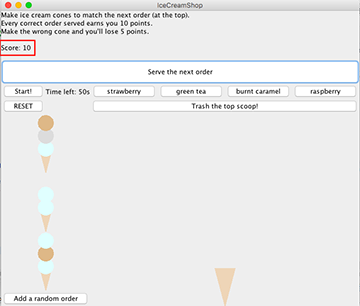 IceCreamShop
Make ice cream cones to match the next order (at the top).
Every correct order served earns you 10 points.
Make the wrong cone and you'll lose 5 points.
Score: 10
Serve the next order
Start! Time left: 50s strawberry green tea burnt caramel raspberry
RESET Trash the top scoop!
Add a random order